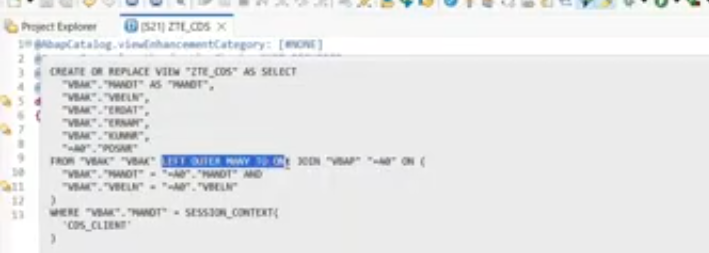 Project Explorer
[S21] ZTE_CDS
1 @AbapCatalog.viewEnhancementCategory: [#NONE]
2
3 @
4 @
5 d
6 {
7
8
9
10
11
12
13
CREATE OR REPLACE VIEW "ZTE_CDS" AS SELECT
"VBAK"."MANDT" AS "MANDT",
"VBAK"."VBELN",
"VBAK"."ERDAT",
"VBAK"."ERNAM",
"VBAK"."KUNNR",
"=A0"."POSNR"
FROM "VBAK" "VBAK" LEFT OUTER MANY TO ONE JOIN "VBAP" "=A0" ON (
"VBAK"."MANDT" = "=A0"."MANDT" AND
"VBAK"."VBELN" = "=A0"."VBELN"
)
WHERE "VBAK"."MANDT" = SESSION_CONTEXT(
'CDS_CLIENT'
)